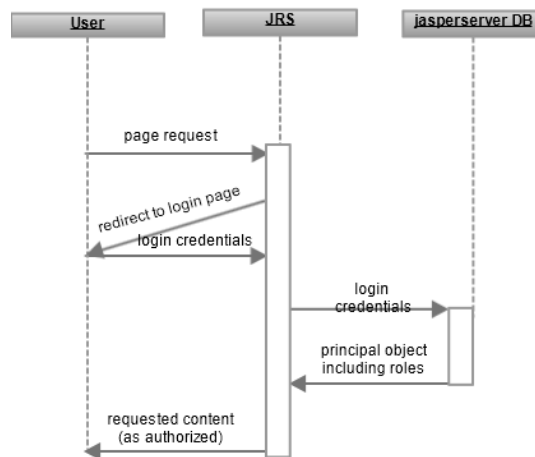 User
JRS
jasperserver DB
page request
redirect to login page
login credentials
login
credentials
principal object
including roles
requested content
(as authorized)